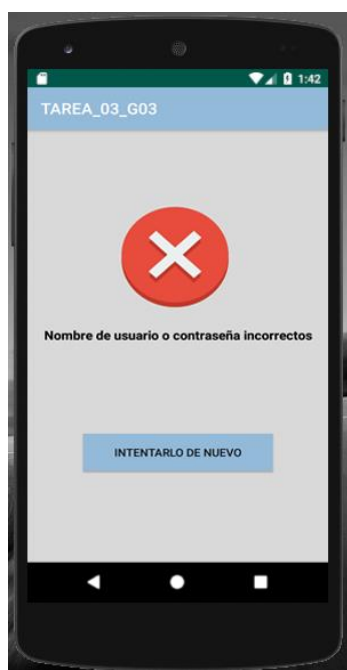 1:42
TAREA_03_G03
Nombre de usuario o contraseña incorrectos
INTENTARLO DE NUEVO